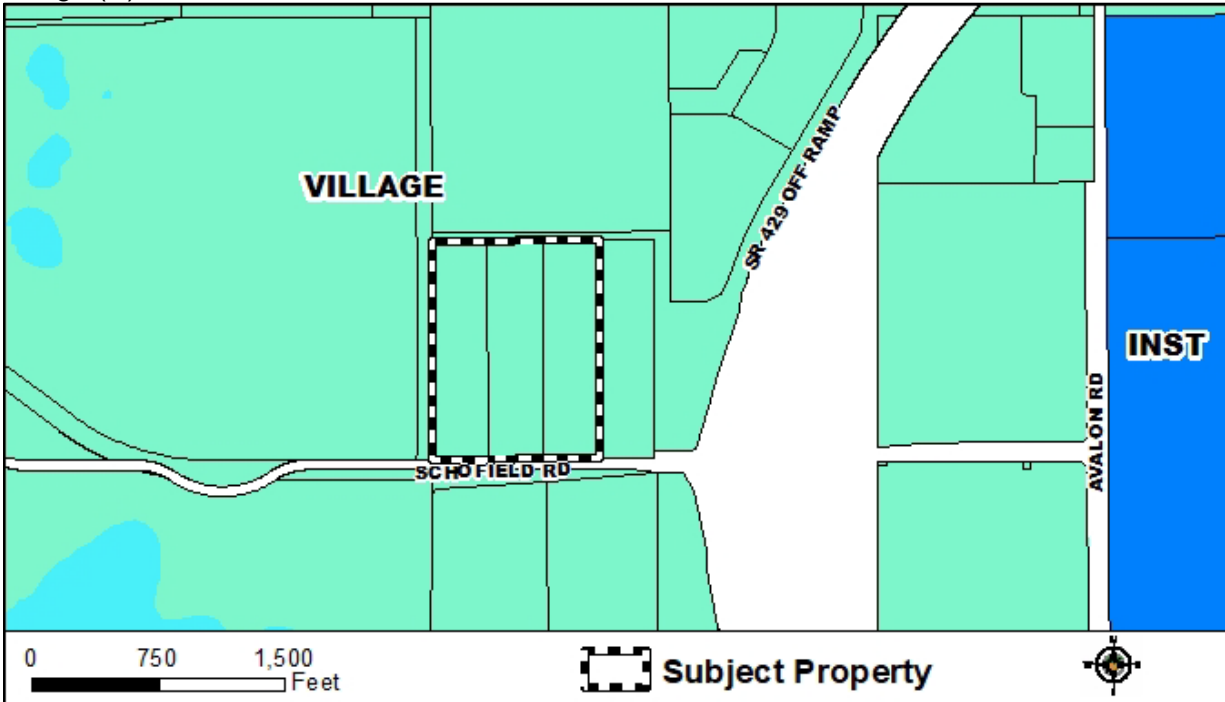 VILLAGE
SR 429 OFF RAMP
INST
AVALON RD
SCHOFIELD RD
0 750 1,500
Feet
Subject Property
N